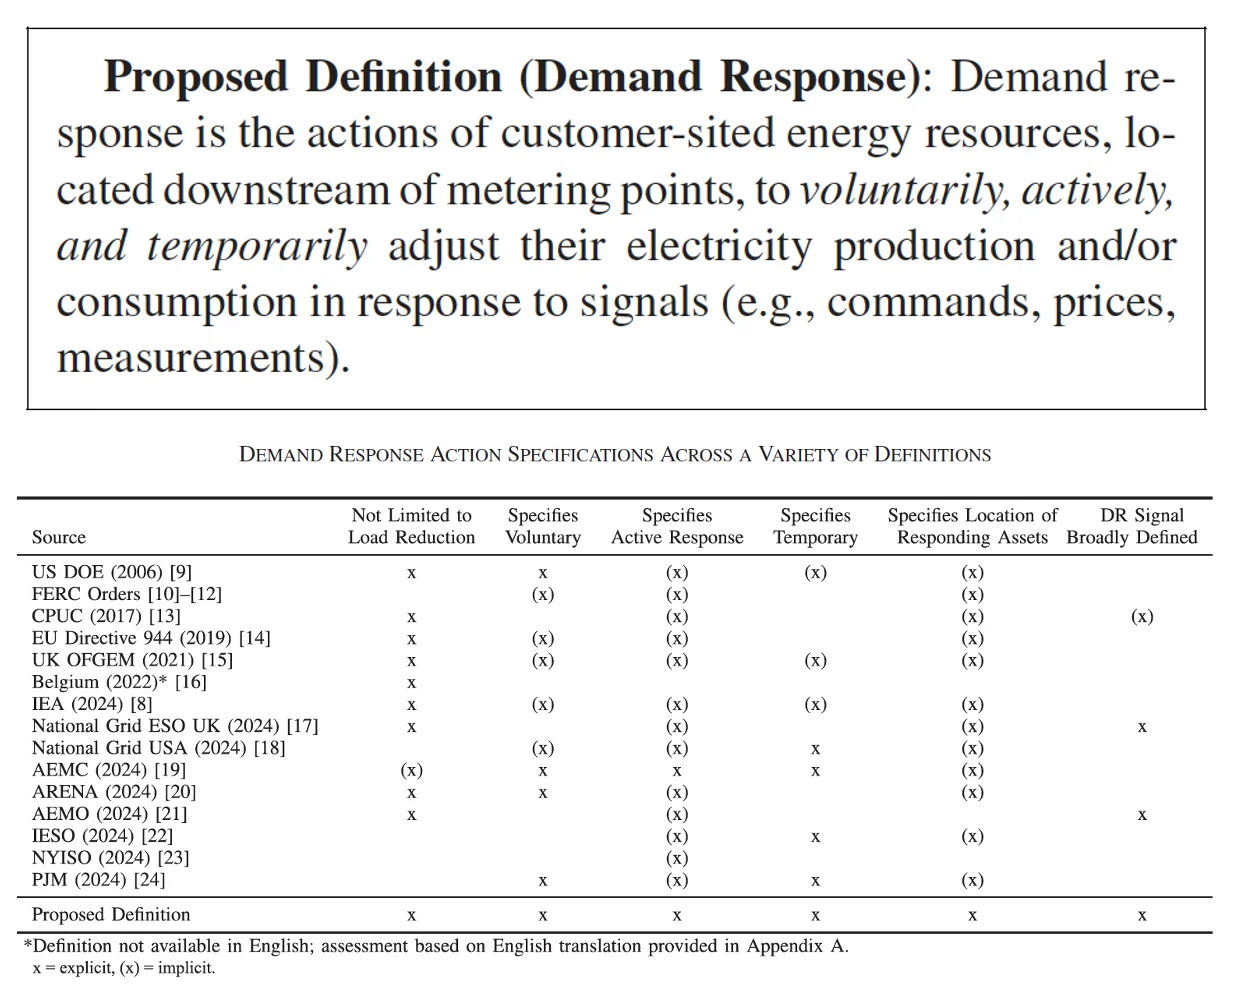 Proposed Definition (Demand Response): Demand re-
sponse is the actions of customer-sited energy resources, lo-
cated downstream of metering points, to voluntarily, actively,
and temporarily adjust their electricity production and/or
consumption in response to signals (e.g., commands, prices,
measurements).
DEMAND RESPONSE ACTION SPECIFICATIONS ACROSS A VARIETY OF DEFINITIONS
Not Limited to Specifies Specifies Specifies Specifies Location of DR Signal
Source Load Reduction Voluntary Active Response Temporary Responding Assets Broadly Defined
US DOE (2006) [9] x x (x) (x) (x)
FERC Orders [10]–[12] (x) (x) (x)
CPUC (2017) [13] x (x) (x) (x)
EU Directive 944 (2019) [14] x (x) (x) (x)
UK OFGEM (2021) [15] x (x) (x) (x) (x)
Belgium (2022)* [16] x
IEA (2024) [8] x (x) (x) (x) (x)
National Grid ESO UK (2024) [17] x (x) (x) x
National Grid USA (2024) [18] (x) (x) x (x)
AEMC (2024) [19] (x) x x x (x)
ARENA (2024) [20] x x (x) (x)
AEMO (2024) [21] x (x) x
IESO (2024) [22] (x) x (x)
NYISO (2024) [23] (x)
PJM (2024) [24] x (x) x (x)
Proposed Definition x x x x x x
*Definition not available in English; assessment based on English translation provided in Appendix A.
x = explicit, (x) = implicit.